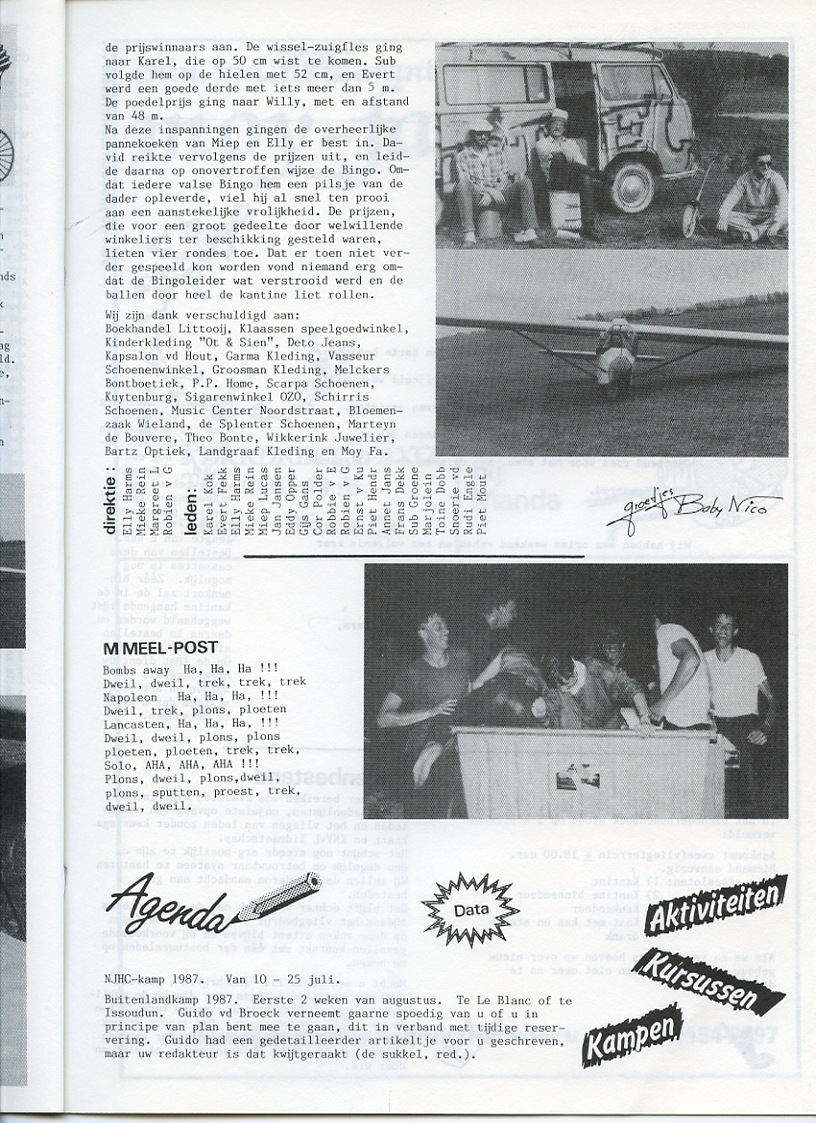 de prijswinnaars aan. De wissel-zuigfles ging
naar Karel, die op 50 cm wist te komen. Sub
volgde hem op de hielen met 52 cm, en Evert
werd een goede derde met iets meer dan 5 m.
De poedelprijs ging naar Willy, met en afstand
van 48 m.
Na deze inspanningen gingen de overheerlijke
pannekoeken van Miep en Elly er best in. Da-
vid reikte vervolgens de prijzen uit, en leid-
de daarna op onovertroffen wijze de Bingo. Om-
dat iedere valse Bingo hem een pilsje van de
dader opleverde, viel hij al snel ten prooi
aan een aanstekelijke vrolijkheid. De prijzen,
die voor een groot gedeelte door welwillende
winkeliers ter beschikking gesteld waren,
lieten vier rondes toe. Dat er toen niet ver-
der gespeeld kon worden vond niemand erg om-
dat de Bingoleider wat verstrooid werd en de
ballen door heel de kantine liet rollen.
Wij zijn dank verschuldigd aan:
Boekhandel Littooij, Klaassen speelgoedwinkel,
Kinderkleding "Ot & Sien", Deto Jeans,
Kapsalon vd Hout, Garma Kleding, Vasseur
Schoenenwinkel, Groosman Kleding, Melckers
Bontboetiek, P.P. Home, Scarpa Schoenen,
Kuytenburg, Sigarenwinkel OZO, Schirris
Schoenen, Music Center Noordstraat, Bloemen-
zaak Wieland, de Splenter Schoenen, Marteyn
de Bouvere, Theo Bonte, Wikkerink Juwelier,
Bartz Optiek, Landgraaf Kleding en Moy Fa.
direktie:
Elly Harms
Mieke Rein
Margreet L
Robien v G
leden:
Karel Kok
Evert Fekk
Elly Harms
Mieke Rein
Miep Lucas
Jan Jansen
Eddy Opper
Gijs Gans
Cor Polder
Robbie v E
Robien v G
Ernst v Ku
Piet Hendr
Annet Jans
Frans Dekk
Sub Groene
Marjolein
Toine Dobb
Snoerie vd
Rudi Engle
Piet Mout
groetjes Baby Nico
M MEEL-POST
Bombs away Ha, Ha, Ha !!!
Dweil, dweil, trek, trek, trek
Napoleon Ha, Ha, Ha, !!!
Dweil, trek, plons, ploeten
Lancasten, Ha, Ha, Ha, !!!
Dweil, dweil, plons, plons
ploeten, ploeten, trek, trek,
Solo, AHA, AHA, AHA !!!
Plons, dweil, plons,dweil,
plons, sputten, proest, trek,
dweil, dweil.
Agenda
Data
Aktiviteiten
Kursussen
Kampen
NJHC-kamp 1987. Van 10 - 25 juli.
Buitenlandkamp 1987. Eerste 2 weken van augustus. Te Le Blanc of te
Issoudun. Guido vd Broeck verneemt gaarne spoedig van u of u in
principe van plan bent mee te gaan, dit in verband met tijdige reser-
vering. Guido had een gedetailleerder artikeltje voor u geschreven,
maar uw redakteur is dat kwijtgeraakt (de sukkel, red.).